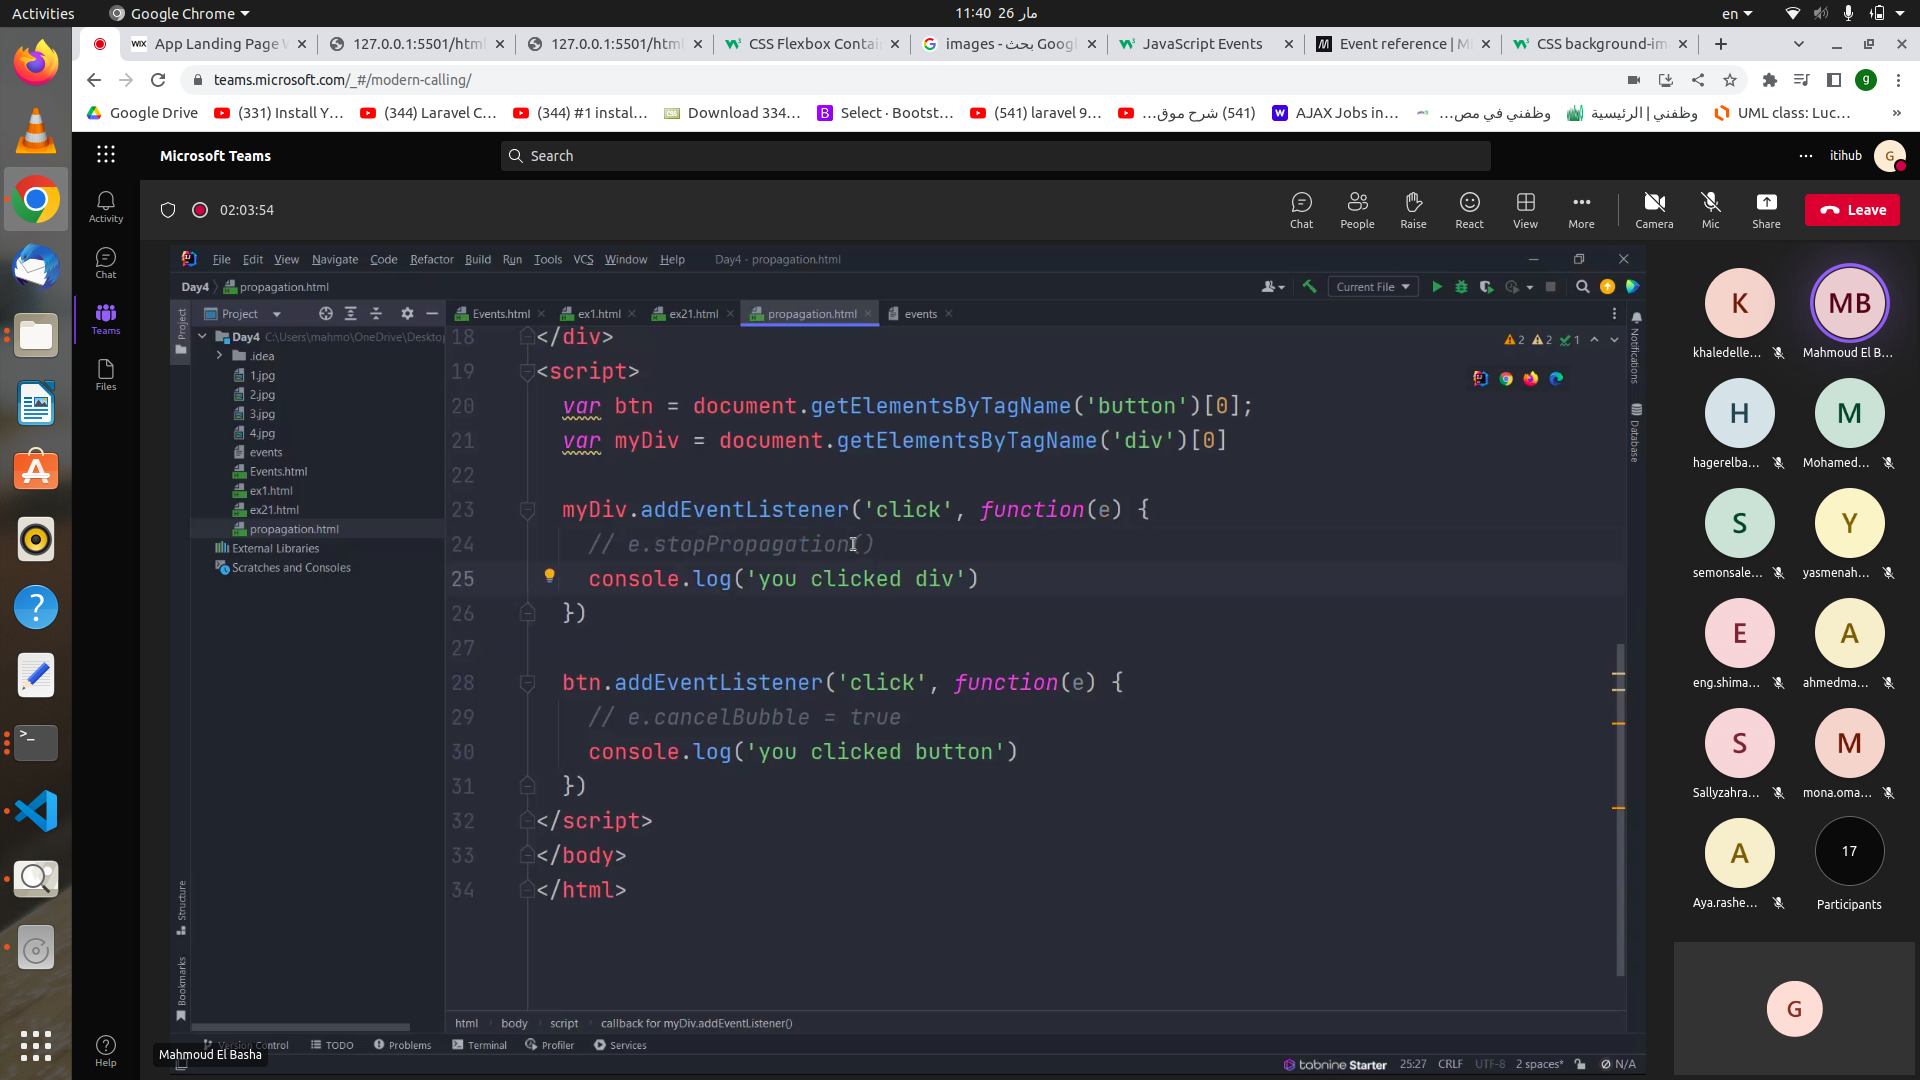 Activities
Google Chrome
11:40 26 مار
en
App Landing Page
127.0.0.1:5501/html
127.0.0.1:5501/html
CSS Flexbox Contai
images - بحث Goog
JavaScript Events
Event reference | M
CSS background-im
teams.microsoft.com/_#/modern-calling/
g
Google Drive
(331) Install Y...
(344) Laravel C...
(344) #1 instal...
Download 334...
Select · Bootst...
(541) laravel 9...
(541) شرح موق...
AJAX Jobs in...
وظفني في مص...
وظفني | الرئيسية
UML class: Luc...
Microsoft Teams
Search
itihub
G
Activity
Chat
Teams
Files
Help
02:03:54
Chat
People
Raise
React
View
More
Camera
Mic
Share
Leave
File Edit View Navigate Code Refactor Build Run Tools VCS Window Help
Day4 - propagation.html
Day4
propagation.html
Current File
Project
Project
Events.html
ex1.html
ex21.html
propagation.html
events
Day4 C:\Users\mahmo\OneDrive\Desktop
.idea
1.jpg
2.jpg
3.jpg
4.jpg
events
Events.html
ex1.html
ex21.html
propagation.html
External Libraries
Scratches and Consoles
2 2 1
18 </div>
19 <script>
20 var btn = document.getElementsByTagName('button')[0];
21 var myDiv = document.getElementsByTagName('div')[0]
22
23 myDiv.addEventListener('click', function(e) {
24 // e.stopPropagation()
25 console.log('you clicked div')
26 })
27
28 btn.addEventListener('click', function(e) {
29 // e.cancelBubble = true
30 console.log('you clicked button')
31 })
32 </script>
33 </body>
34 </html>
Notifications
Database
Structure
Bookmarks
html
body
script
callback for myDiv.addEventListener()
Version Control
TODO
Problems
Terminal
Profiler
Services
Mahmoud El Basha
tabnine Starter
25:27
CRLF
UTF-8
2 spaces*
N/A
K
khaledelle...
MB
Mahmoud El B...
H
hagerelba...
M
Mohamed...
S
semonsale...
Y
yasmenah...
E
eng.shima...
A
ahmedma...
S
Sallyzahra...
M
mona.oma...
A
Aya.rashe...
17
Participants
G